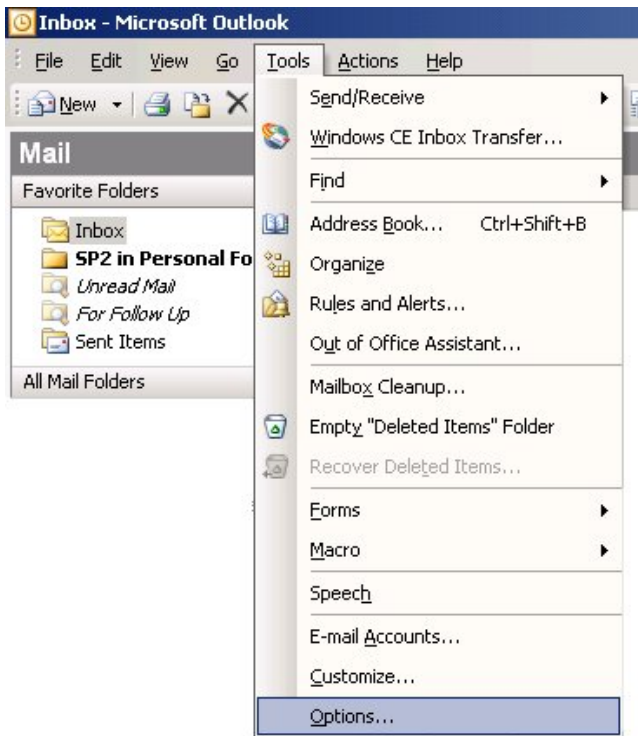 Inbox - Microsoft Outlook
File Edit View Go Tools Actions Help
New
Mail
Favorite Folders
Inbox
SP2 in Personal Fo
Unread Mail
For Follow Up
Sent Items
All Mail Folders
Send/Receive
Windows CE Inbox Transfer...
Find
Address Book... Ctrl+Shift+B
Organize
Rules and Alerts...
Out of Office Assistant...
Mailbox Cleanup...
Empty "Deleted Items" Folder
Recover Deleted Items...
Forms
Macro
Speech
E-mail Accounts...
Customize...
Options...